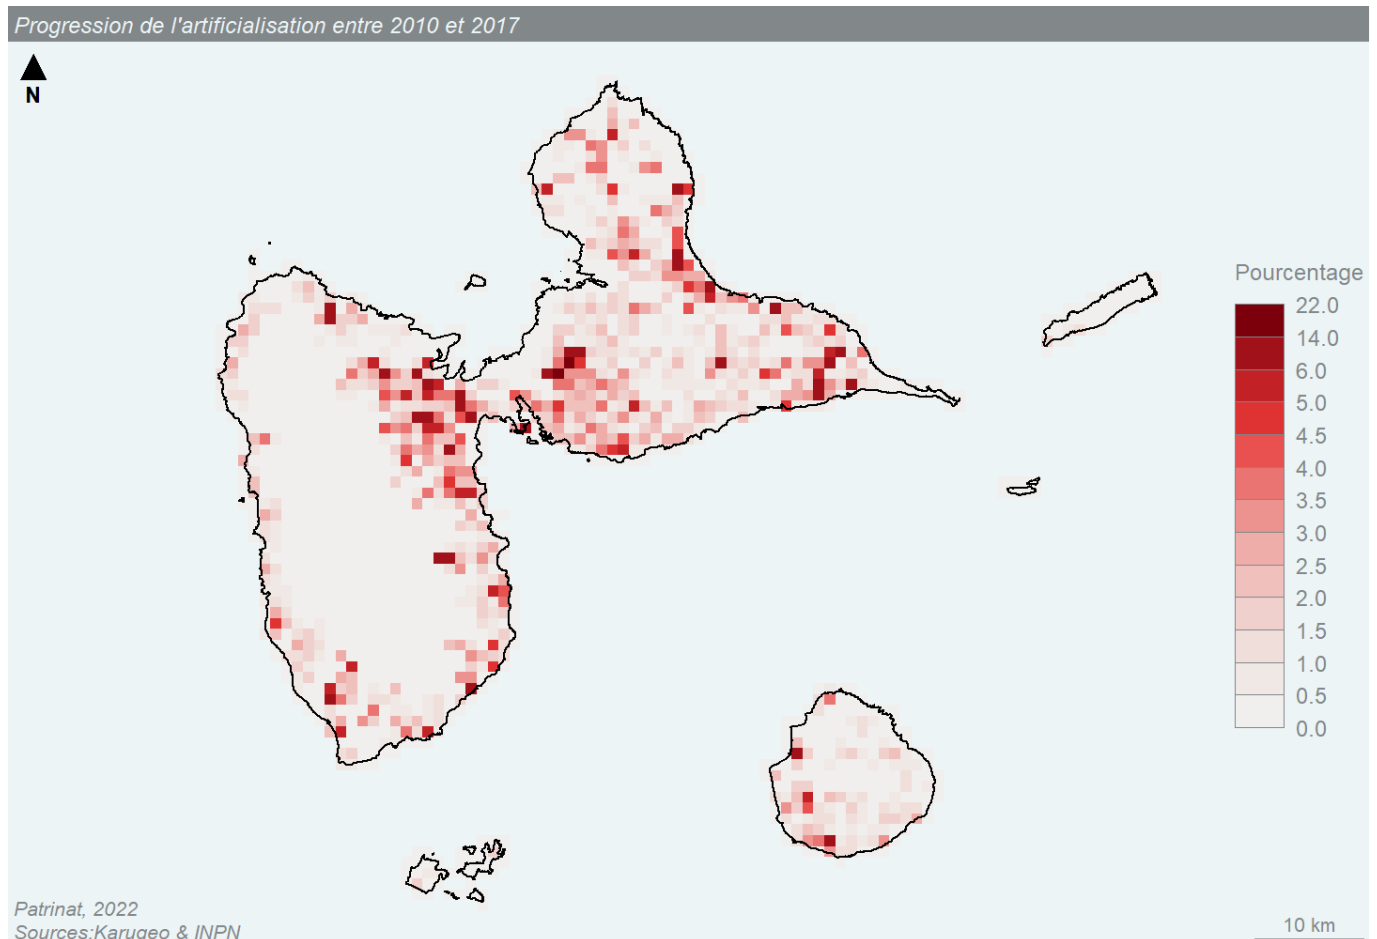 Progression de l'artificialisation entre 2010 et 2017
N
Pourcentage
22.0
14.0
6.0
5.0
4.5
4.0
3.5
3.0
2.5
2.0
1.5
1.0
0.5
0.0
Patrinat, 2022
Sources:Karugeo & INPN
10 km